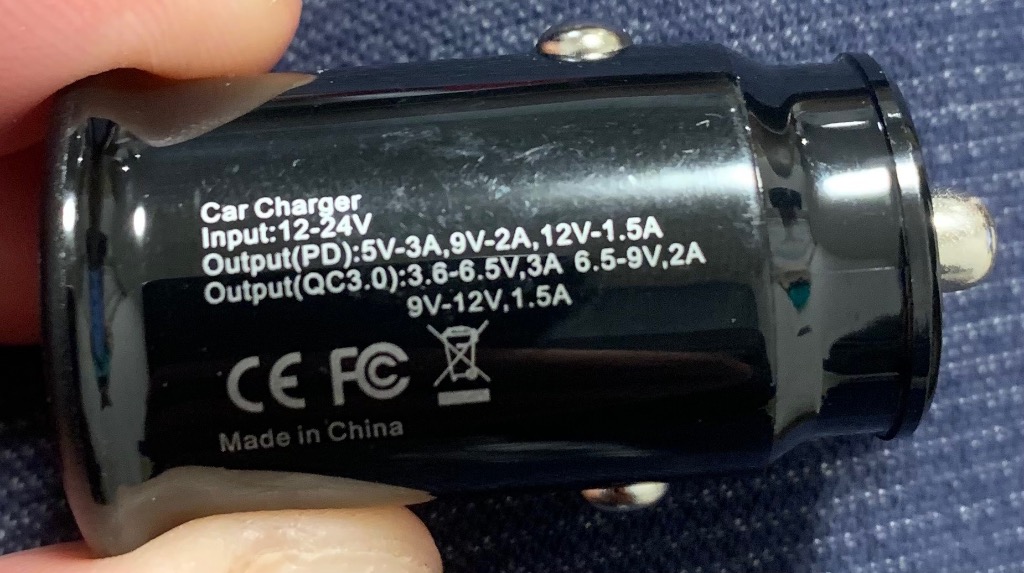 Car Charger
Input:12-24V
Output(PD):5V-3A,9V-2A,12V-1.5A
Output(QC3.0):3.6-6.5V,3A 6.5-9V,2A
9V-12V,1.5A
CE FC
Made in China